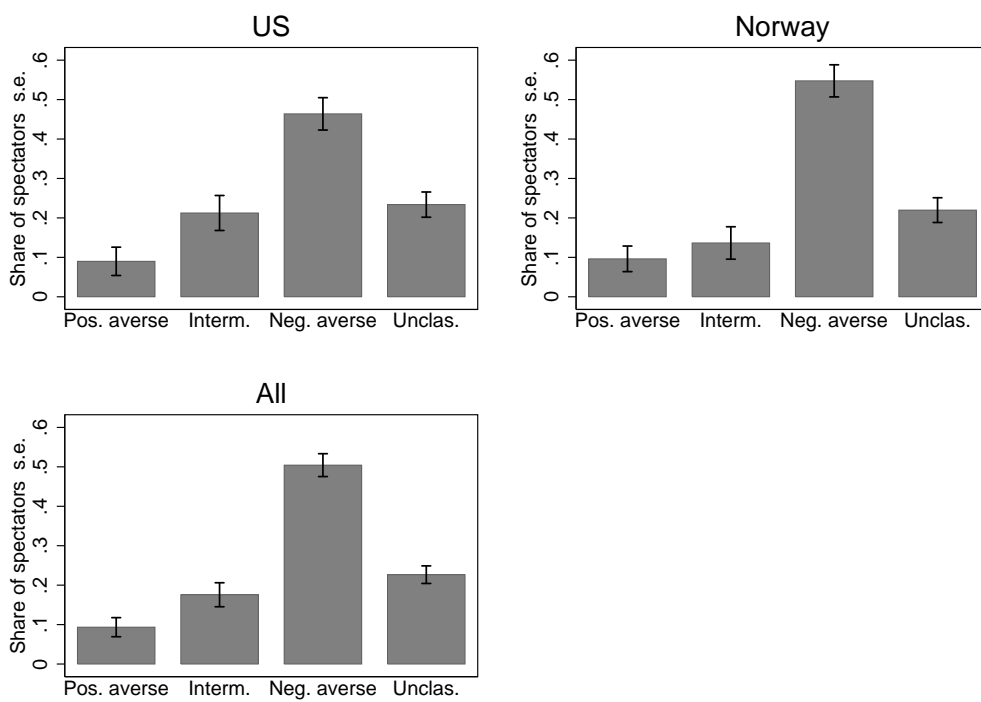 US
Share of spectators  s.e.
0 .1 .2 .3 .4 .5 .6
Pos. averse Interm. Neg. averse Unclas.
Norway
Share of spectators  s.e.
0 .1 .2 .3 .4 .5 .6
Pos. averse Interm. Neg. averse Unclas.
All
Share of spectators  s.e.
0 .1 .2 .3 .4 .5 .6
Pos. averse Interm. Neg. averse Unclas.